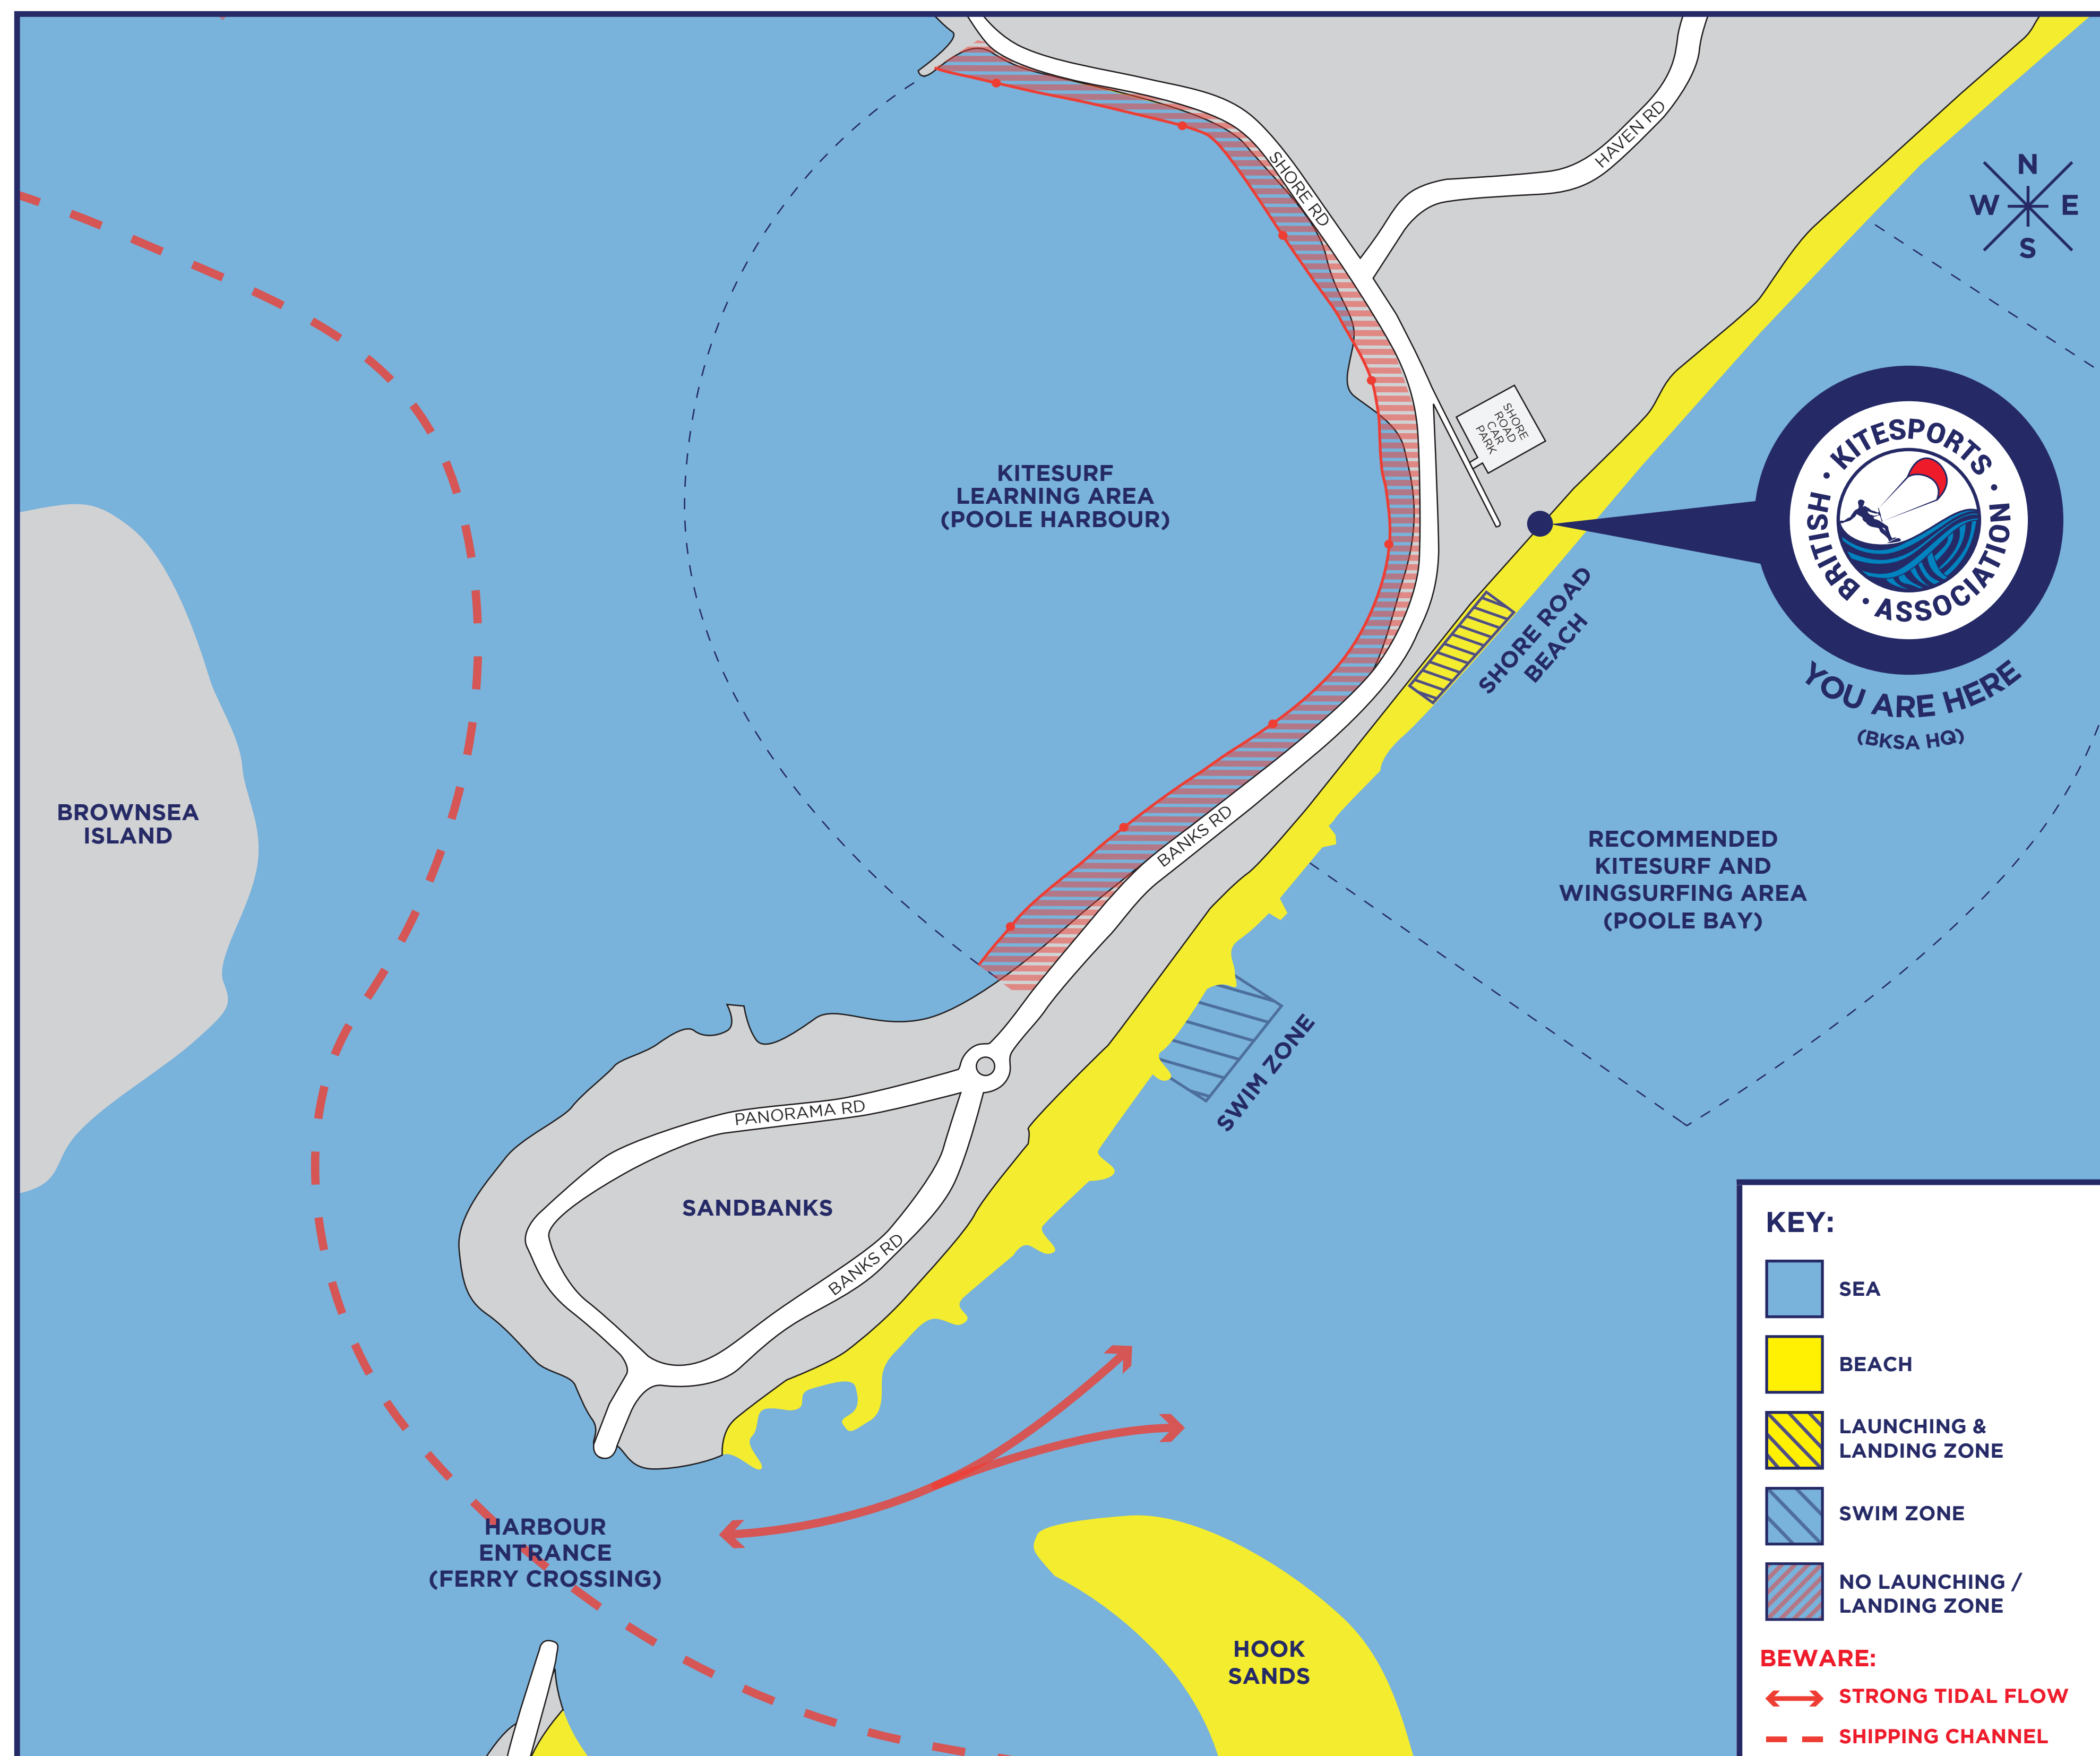 SHORE RD
HAVEN RD
N
W E
S
SHORE
ROAD
CAR
PARK
KITESURF
LEARNING AREA
(POOLE HARBOUR)
BRITISH • KITESPORTS • ASSOCIATION •
YOU ARE HERE
(BKSA HQ)
SHORE ROAD
BEACH
BROWNSEA
ISLAND
BANKS RD
RECOMMENDED
KITESURF AND
WINGSURFING AREA
(POOLE BAY)
SWIM ZONE
PANORAMA RD
SANDBANKS
BANKS RD
HARBOUR
ENTRANCE
(FERRY CROSSING)
HOOK
SANDS
KEY:
SEA
BEACH
LAUNCHING &
LANDING ZONE
SWIM ZONE
NO LAUNCHING /
LANDING ZONE
BEWARE:
STRONG TIDAL FLOW
SHIPPING CHANNEL